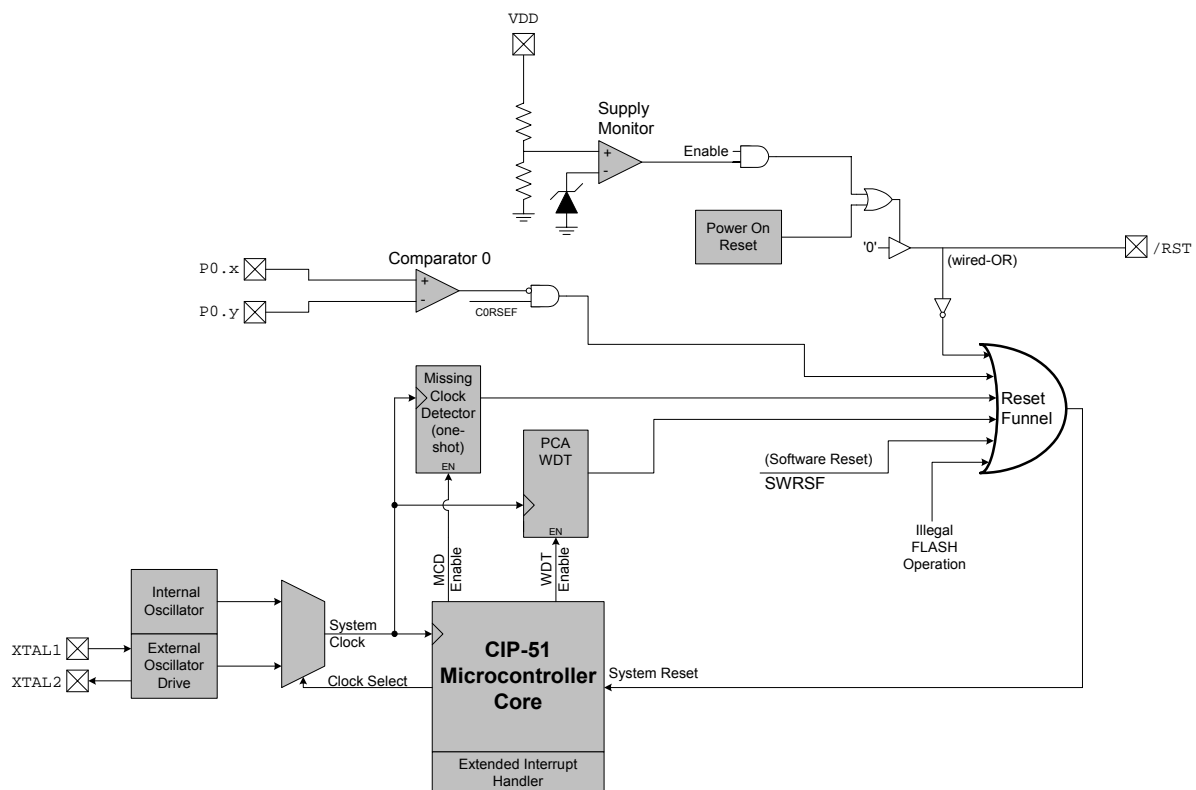 VDD
Supply
Monitor
+
-
Enable
Power On
Reset
'0'
/RST
(wired-OR)
P0.x
P0.y
Comparator 0
+
-
C0RSEF
Missing
Clock
Detector
(one-
shot)
EN
PCA
WDT
EN
(Software Reset)
SWRSF
Reset
Funnel
Illegal
FLASH
Operation
MCD
Enable
WDT
Enable
Internal
Oscillator
External
Oscillator
Drive
XTAL1
XTAL2
System
Clock
Clock Select
CIP-51
Microcontroller
Core
System Reset
Extended Interrupt
Handler